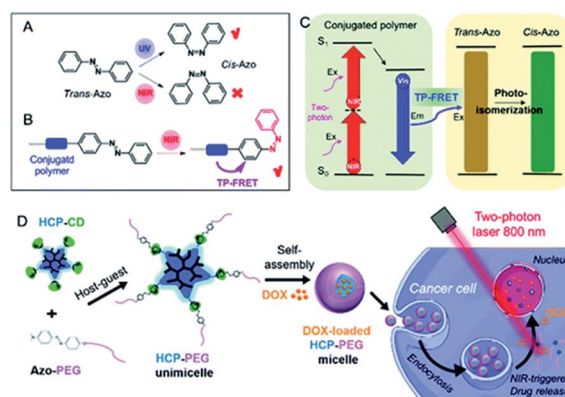 A
UV
NIR
Trans-Azo
Cis-Azo
B
Conjugatd
polymer
NIR
TP-FRET
C
Conjugated polymer
S1
Ex
Two-
photon
NIR
Ex
NIR
S0
Vis
Em
TP-FRET
Ex
Trans-Azo
Photo-
isomerization
Cis-Azo
D
HCP-CD
+
Azo-PEG
Host-guest
HCP-PEG
unimicelle
Self-
assembly
DOX
DOX-loaded
HCP-PEG
micelle
Cancer cell
Endocytosis
Two-photon
laser 800 nm
Nucleus
DOX
NIR-triggered
Drug release